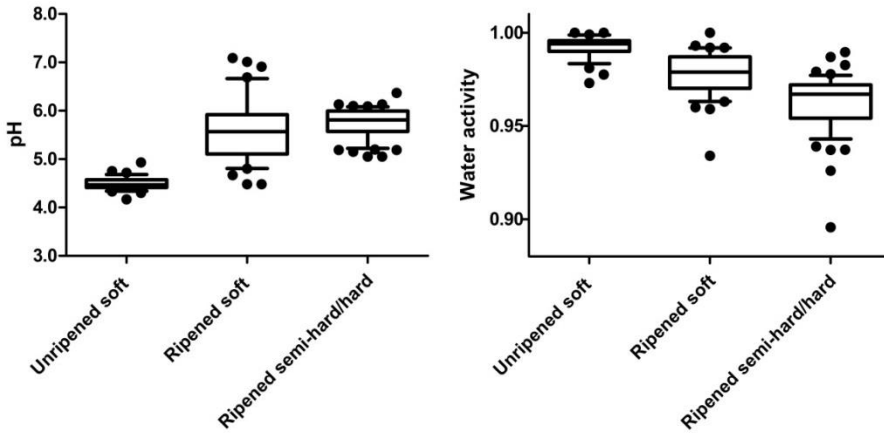 8.0
7.0
6.0
5.0
4.0
3.0
pH
Unripened soft
Ripened soft
Ripened semi-hard/hard
1.00
0.95
0.90
Water activity
Unripened soft
Ripened soft
Ripened semi-hard/hard